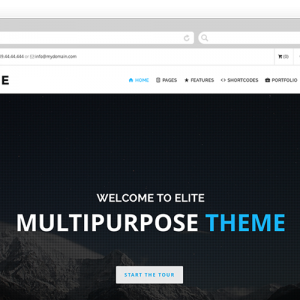 9.44.44.444 or info@mydomain.com (0)
E HOME PAGES FEATURES SHORTCODES PORTFOLIO
WELCOME TO ELITE
MULTIPURPOSE THEME
START THE TOUR